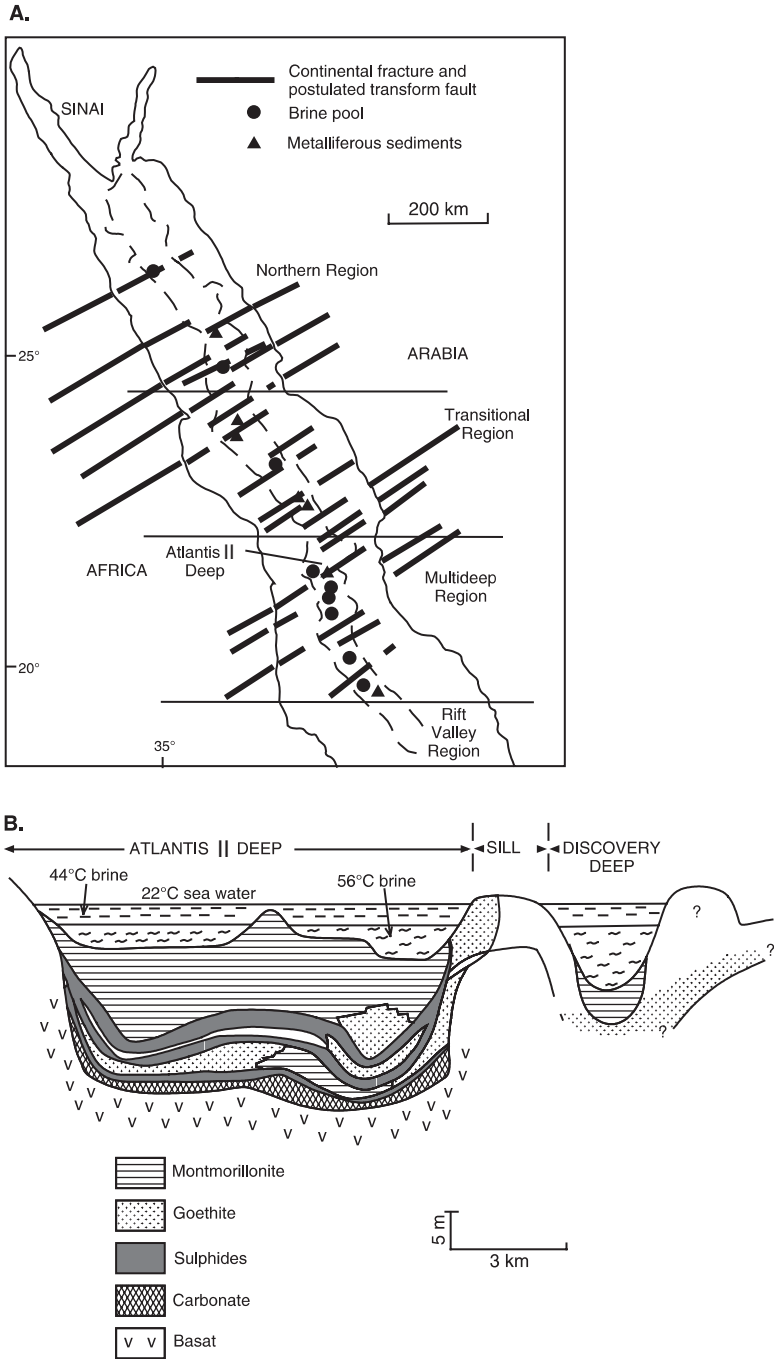 A.
SINAI
Continental fracture and
postulated transform fault
Brine pool
Metalliferous sediments
200 km
Northern Region
25°
ARABIA
Transitional
Region
Atlantis II
Deep
AFRICA
Multideep
Region
20°
Rift
Valley
Region
35°
B.
ATLANTIS II DEEP
SILL
DISCOVERY
DEEP
44°C brine
22°C sea water
56°C brine
?
?
?
v v v v v v v v v v v v v v v v v v v v v v v v v v
Montmorillonite
Goethite
Sulphides
Carbonate
v v Basat
5 m
3 km